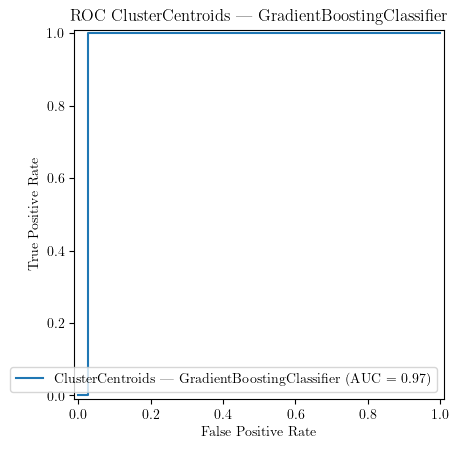 ROC ClusterCentroids — GradientBoostingClassifier
1.0
0.8
0.6
0.4
0.2
0.0
True Positive Rate
ClusterCentroids — GradientBoostingClassifier (AUC = 0.97)
0.0 0.2 0.4 0.6 0.8 1.0
False Positive Rate